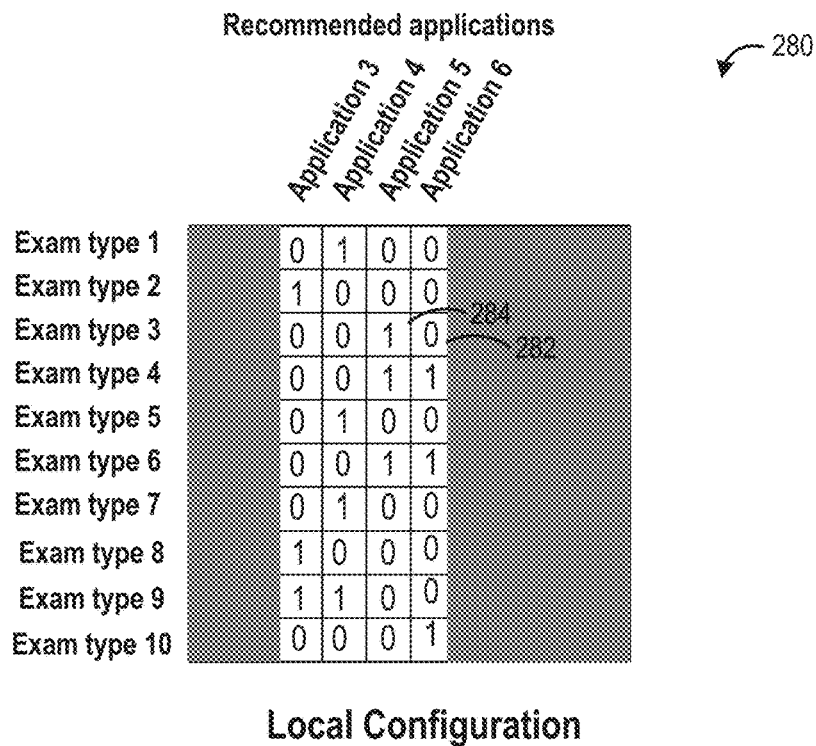 Recommended applications
280
Application 3
Application 4
Application 5
Application 6
Exam type 1 0 1 0 0
Exam type 2 1 0 0 0
Exam type 3 0 0 1 0
284
282
Exam type 4 0 0 1 1
Exam type 5 0 1 0 0
Exam type 6 0 0 1 1
Exam type 7 0 1 0 0
Exam type 8 1 0 0 0
Exam type 9 1 1 0 0
Exam type 10 0 0 0 1
Local Configuration